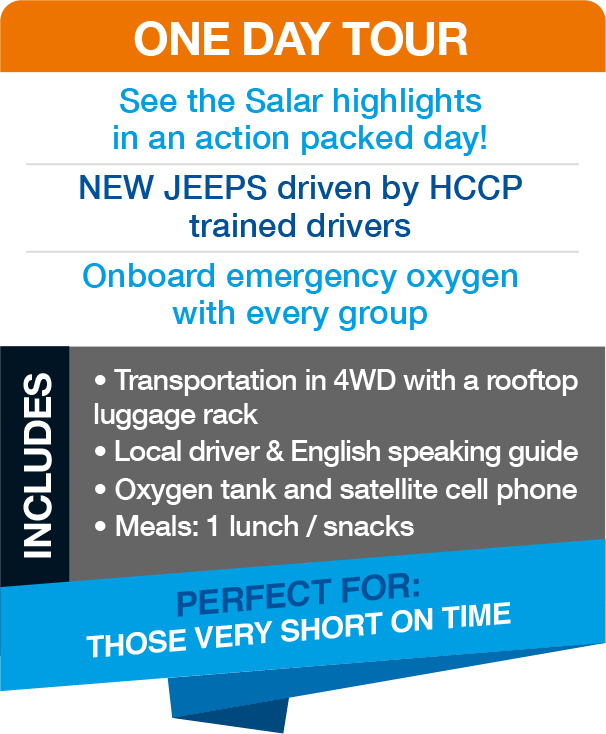 ONE DAY TOUR
See the Salar highlights
in an action packed day!
NEW JEEPS driven by HCCP
trained drivers
Onboard emergency oxygen
with every group
INCLUDES
• Transportation in 4WD with a rooftop
luggage rack
• Local driver & English speaking guide
• Oxygen tank and satellite cell phone
• Meals: 1 lunch / snacks
PERFECT FOR:
THOSE VERY SHORT ON TIME